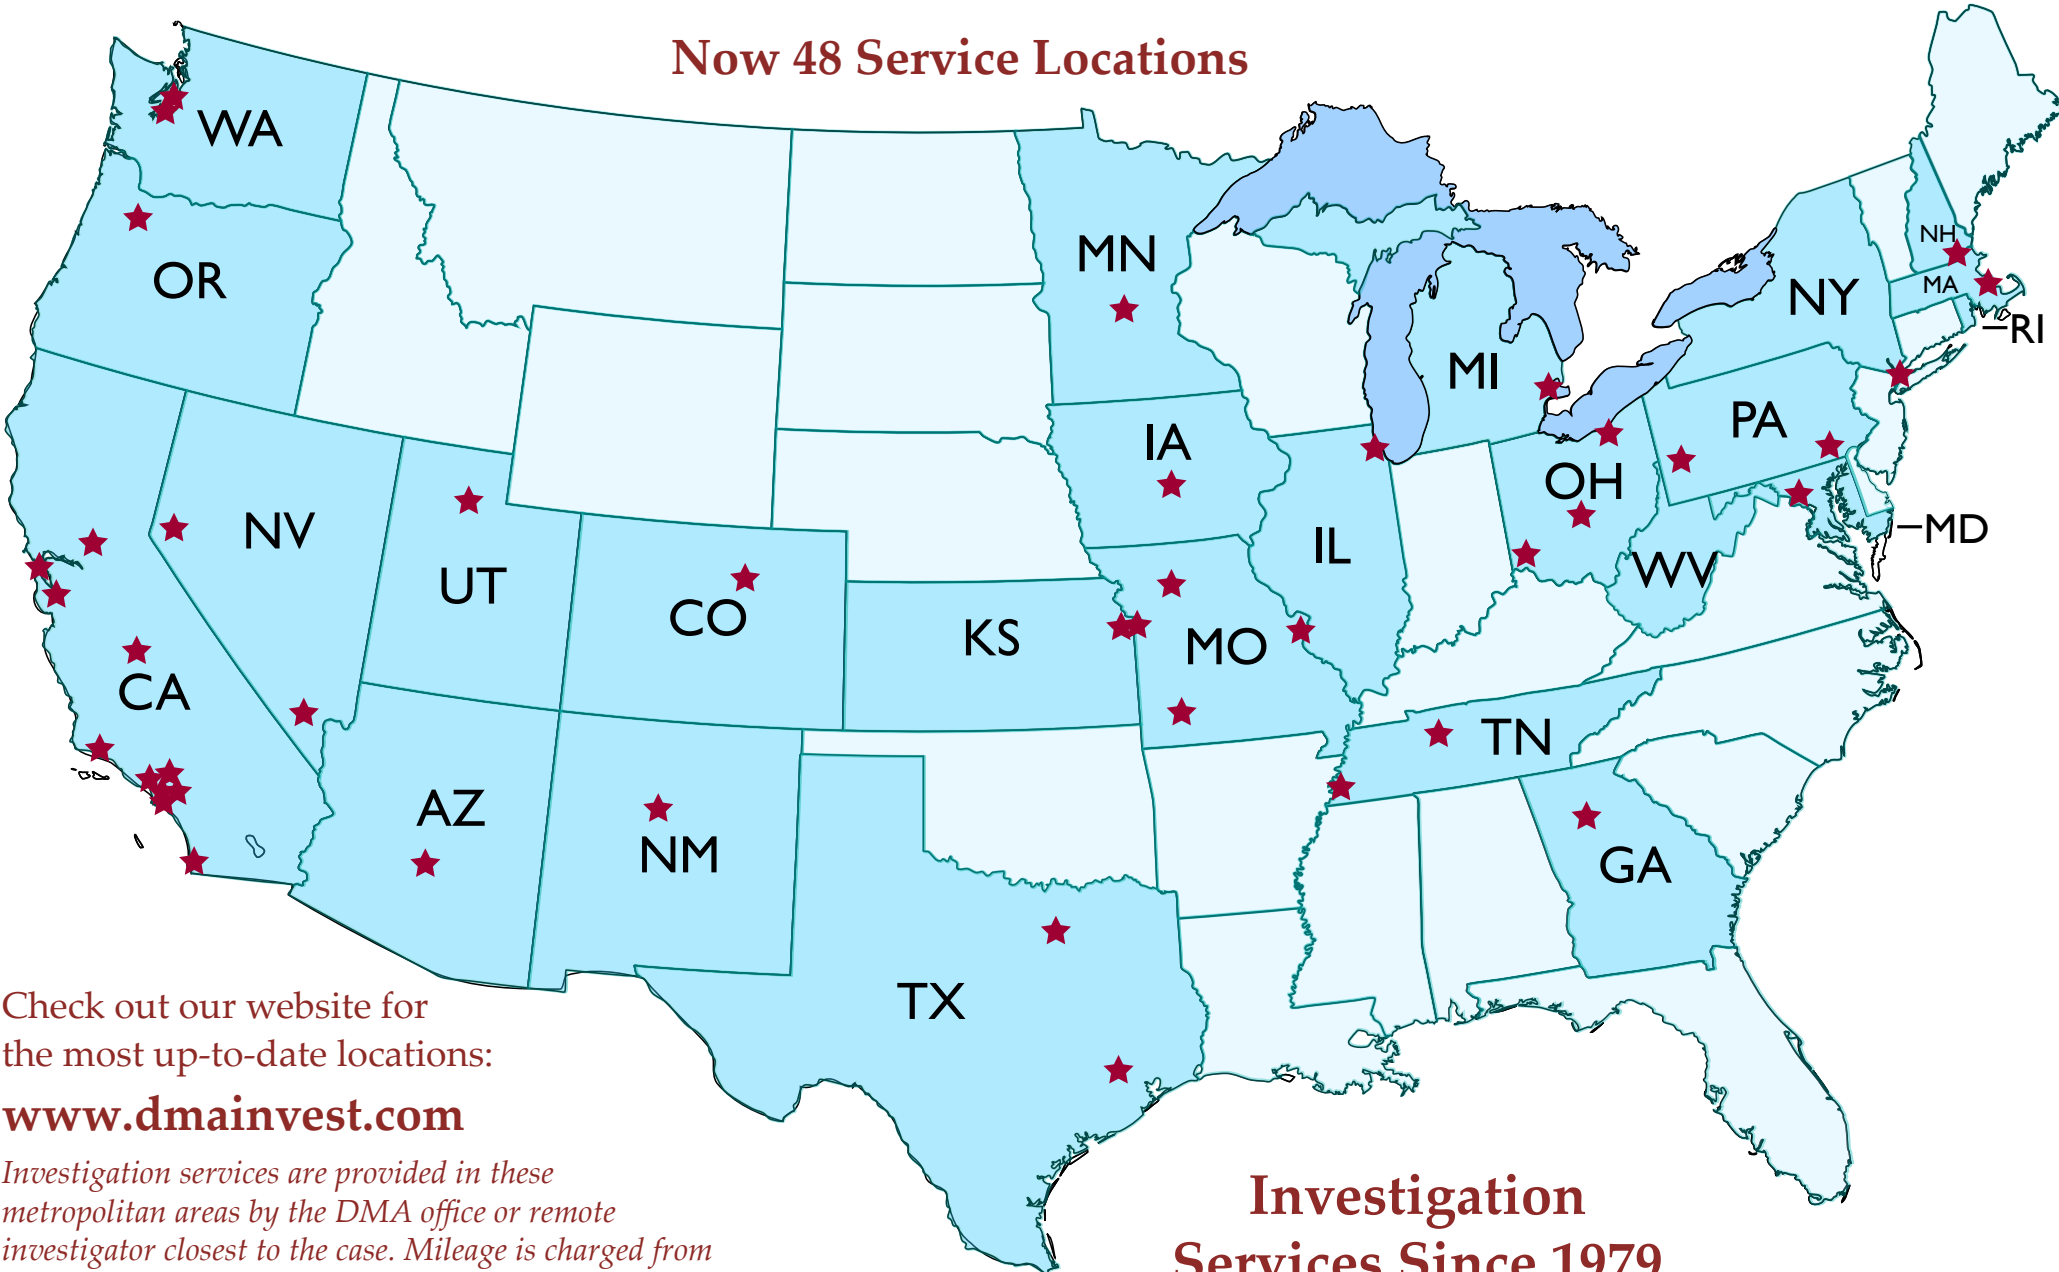 Now 48 Service Locations
WA
OR
MN
NH
MA
NY
RI
MI
PA
IA
OH
NV
IL
MD
UT
WV
CO
KS
MO
CA
TN
AZ
NM
GA
TX
Check out our website for
the most up-to-date locations:
www.dmainvest.com
Investigation services are provided in these
metropolitan areas by the DMA office or remote
investigator closest to the case. Mileage is charged from
Investigation
Services Since 1979